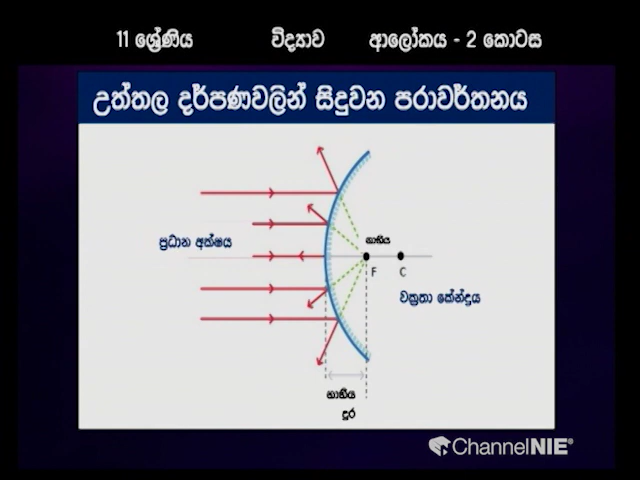 11 ශ්‍රේණිය විද්‍යාව ආලෝකය - 2 කොටස
උත්තල දර්පණවලින් සිදුවන පරාවර්තනය
ප්‍රධාන අක්ෂය
නාභිය
F C
වක්‍රතා කේන්ද්‍රය
නාභීය
දුර
ChannelNIE